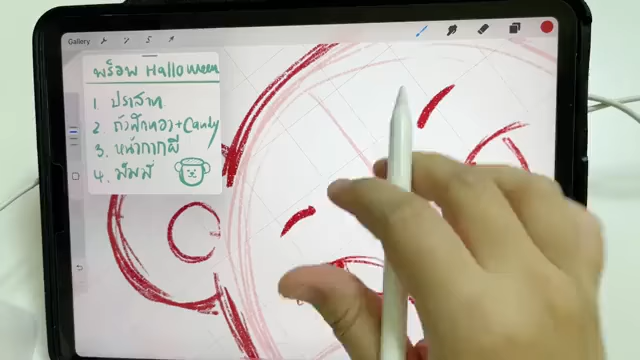 Gallery
พร็อพ Halloween
1 ปราสาท
2. ถังฟักทอง+Candy
3. หน้ากากผี
4. มัมมี่